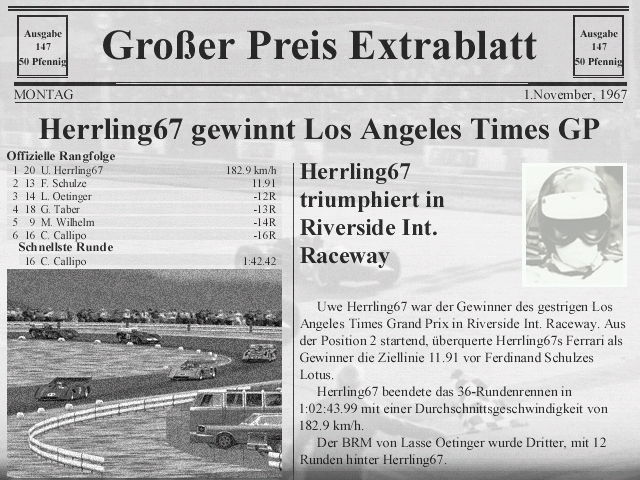 Ausgabe
147
50 Pfennig
Großer Preis Extrablatt
Ausgabe
147
50 Pfennig
MONTAG 1.November, 1967
Herrling67 gewinnt Los Angeles Times GP
Offizielle Rangfolge
1 20 U. Herrling67 182.9 km/h
2 13 F. Schulze 11.91
3 14 L. Oetinger -12R
4 18 G. Taber -13R
5 9 M. Wilhelm -14R
6 16 C. Callipo -16R
Schnellste Runde
16 C. Callipo 1:42.42
Herrling67
triumphiert in
Riverside Int.
Raceway
Uwe Herrling67 war der Gewinner des gestrigen Los
Angeles Times Grand Prix in Riverside Int. Raceway. Aus
der Position 2 startend, überquerte Herrling67s Ferrari als
Gewinner die Ziellinie 11.91 vor Ferdinand Schulzes
Lotus.
Herrling67 beendete das 36-Rundenrennen in
1:02:43.99 mit einer Durchschnittsgeschwindigkeit von
182.9 km/h.
Der BRM von Lasse Oetinger wurde Dritter, mit 12
Runden hinter Herrling67.